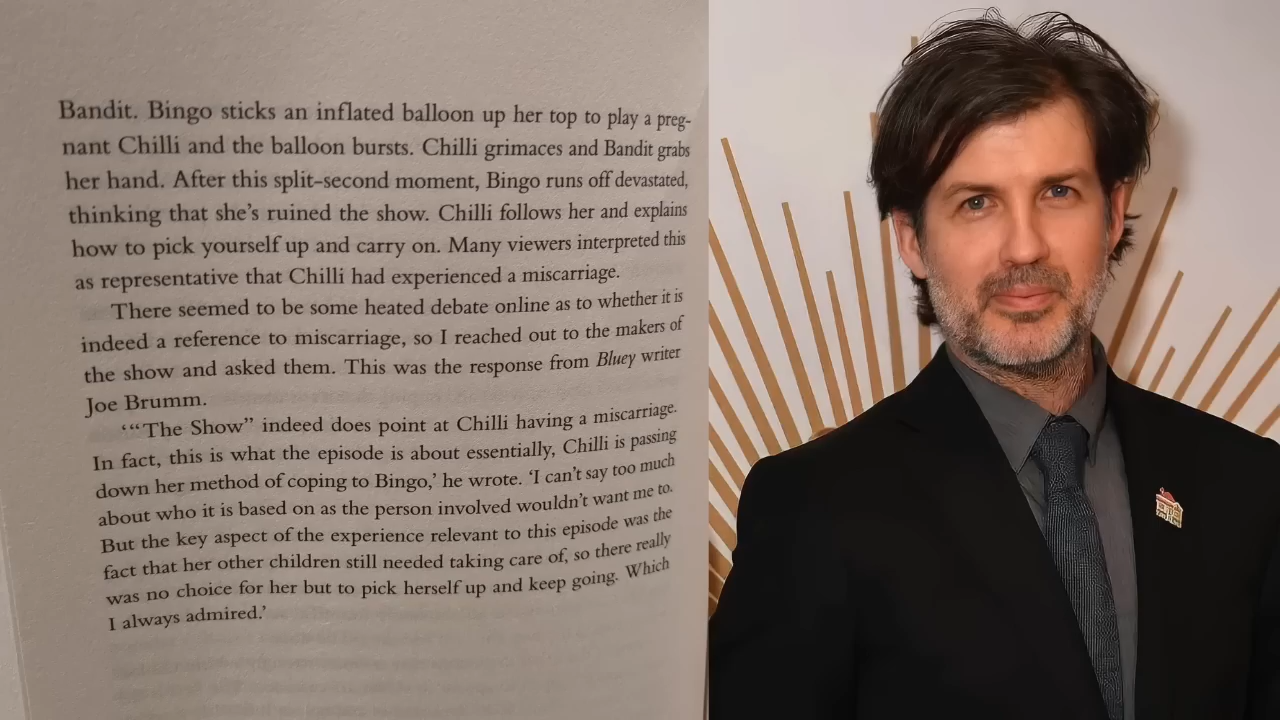 Bandit. Bingo sticks an inflated balloon up her top to play a preg-
nant Chilli and the balloon bursts. Chilli grimaces and Bandit grabs
her hand. After this split-second moment, Bingo runs off devastated,
thinking that she's ruined the show. Chilli follows her and explains
how to pick yourself up and carry on. Many viewers interpreted this
as representative that Chilli had experienced a miscarriage.
There seemed to be some heated debate online as to whether it is
indeed a reference to miscarriage, so I reached out to the makers of
the show and asked them. This was the response from Bluey writer
Joe Brumm.
‘“The Show” indeed does point at Chilli having a miscarriage.
In fact, this is what the episode is about essentially, Chilli is passing
down her method of coping to Bingo,’ he wrote. ‘I can't say too much
about who it is based on as the person involved wouldn't want me to.
But the key aspect of the experience relevant to this episode was the
fact that her other children still needed taking care of, so there really
was no choice for her but to pick herself up and keep going. Which
I always admired.’